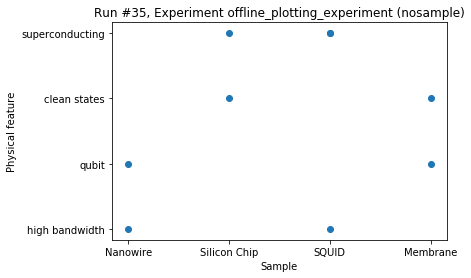 Run #35, Experiment offline_plotting_experiment (nosample)
superconducting
clean states
qubit
high bandwidth
Physical feature
Nanowire Silicon Chip SQUID Membrane
Sample